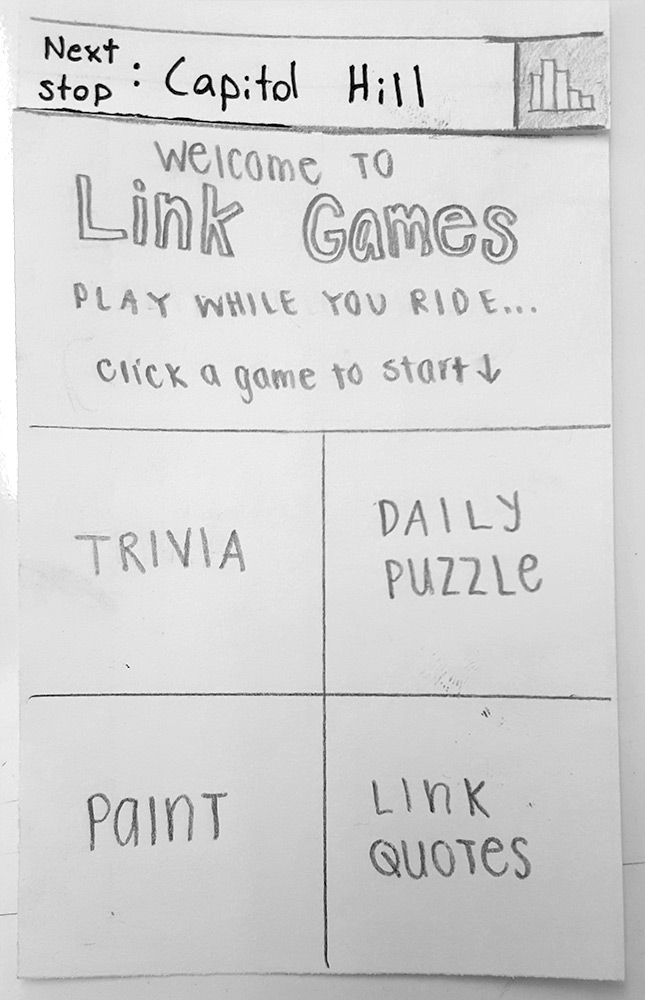 Next stop: Capitol Hill
Welcome TO
Link Games
PLAY WHILE YOU RIDE...
click a game to start↓
TRIVIA
DAILY
PUZZLE
PAINT
LINK
QUOTES